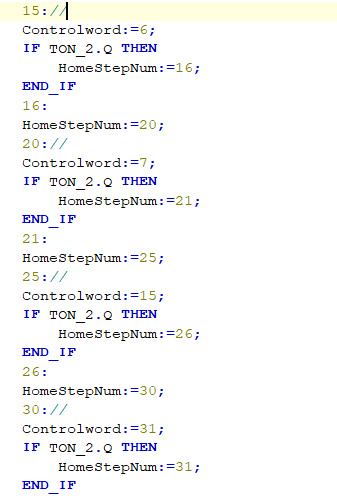 15://
Controlword:=6;
IF TON_2.Q THEN
    HomeStepNum:=16;
END_IF
16:
HomeStepNum:=20;
20://
Controlword:=7;
IF TON_2.Q THEN
    HomeStepNum:=21;
END_IF
21:
HomeStepNum:=25;
25://
Controlword:=15;
IF TON_2.Q THEN
    HomeStepNum:=26;
END_IF
26:
HomeStepNum:=30;
30://
Controlword:=31;
IF TON_2.Q THEN
    HomeStepNum:=31;
END_IF